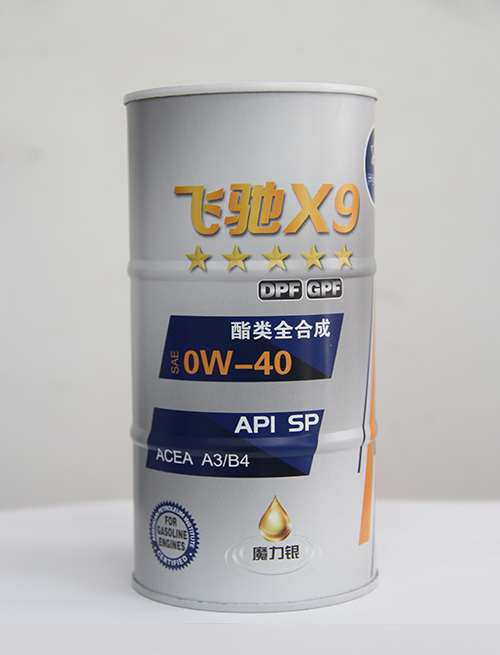 飞驰X9
DPF GPF
酯类全合成
SAE 0W-40
API SP
ACEA A3/B4
FOR
GASOLINE
ENGINES
CERTIFIED
魔力银